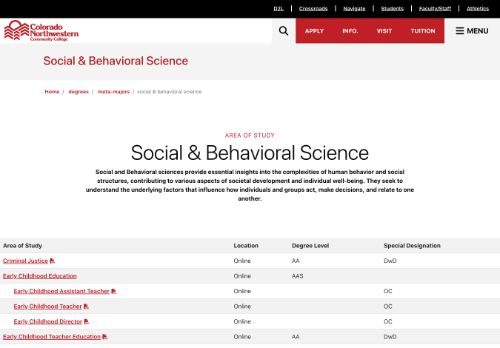 D2L | Crossroads | Navigate | Students | Faculty/Staff | Athletics
Colorado
Northwestern
Community College
APPLY INFO. VISIT TUITION MENU
Social & Behavioral Science
Home / degrees / meta-majors / social & behavioral science
AREA OF STUDY
Social & Behavioral Science
Social and Behavioral sciences provide essential insights into the complexities of human behavior and social
structures, contributing to various aspects of societal development and individual well-being. They seek to
understand the underlying factors that influence how individuals and groups act, make decisions, and relate to one
another.
Area of Study Location Degree Level Special Designation
Criminal Justice Online AA DwD
Early Childhood Education Online AAS
Early Childhood Assistant Teacher Online OC
Early Childhood Teacher Online OC
Early Childhood Director Online OC
Early Childhood Teacher Education Online AA DwD